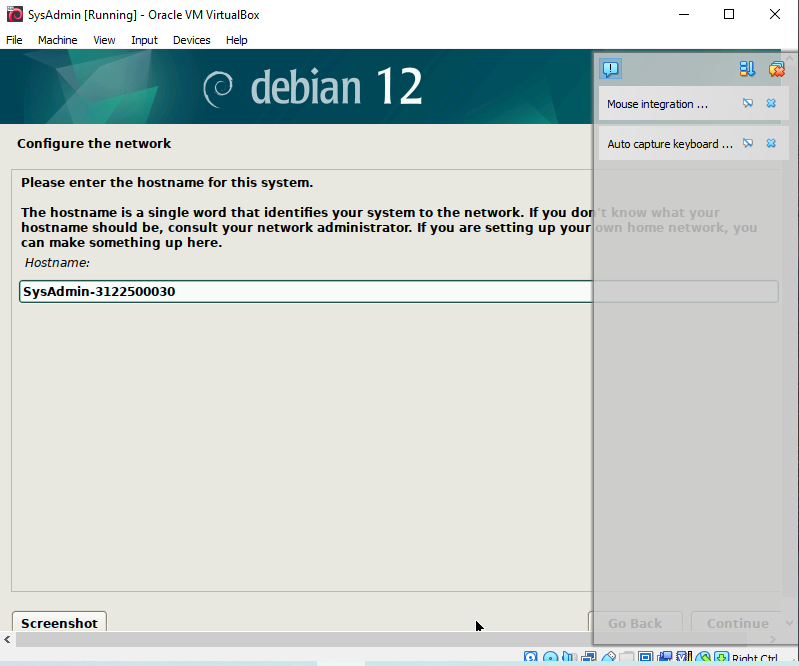 SysAdmin [Running] - Oracle VM VirtualBox
File Machine View Input Devices Help
debian 12
Mouse integration ...
Auto capture keyboard ...
Configure the network
Please enter the hostname for this system.
The hostname is a single word that identifies your system to the network. If you don't know what your
hostname should be, consult your network administrator. If you are setting up your own home network, you
can make something up here.
Hostname:
SysAdmin-3122500030
Screenshot
Go Back
Continue
Right Ctrl